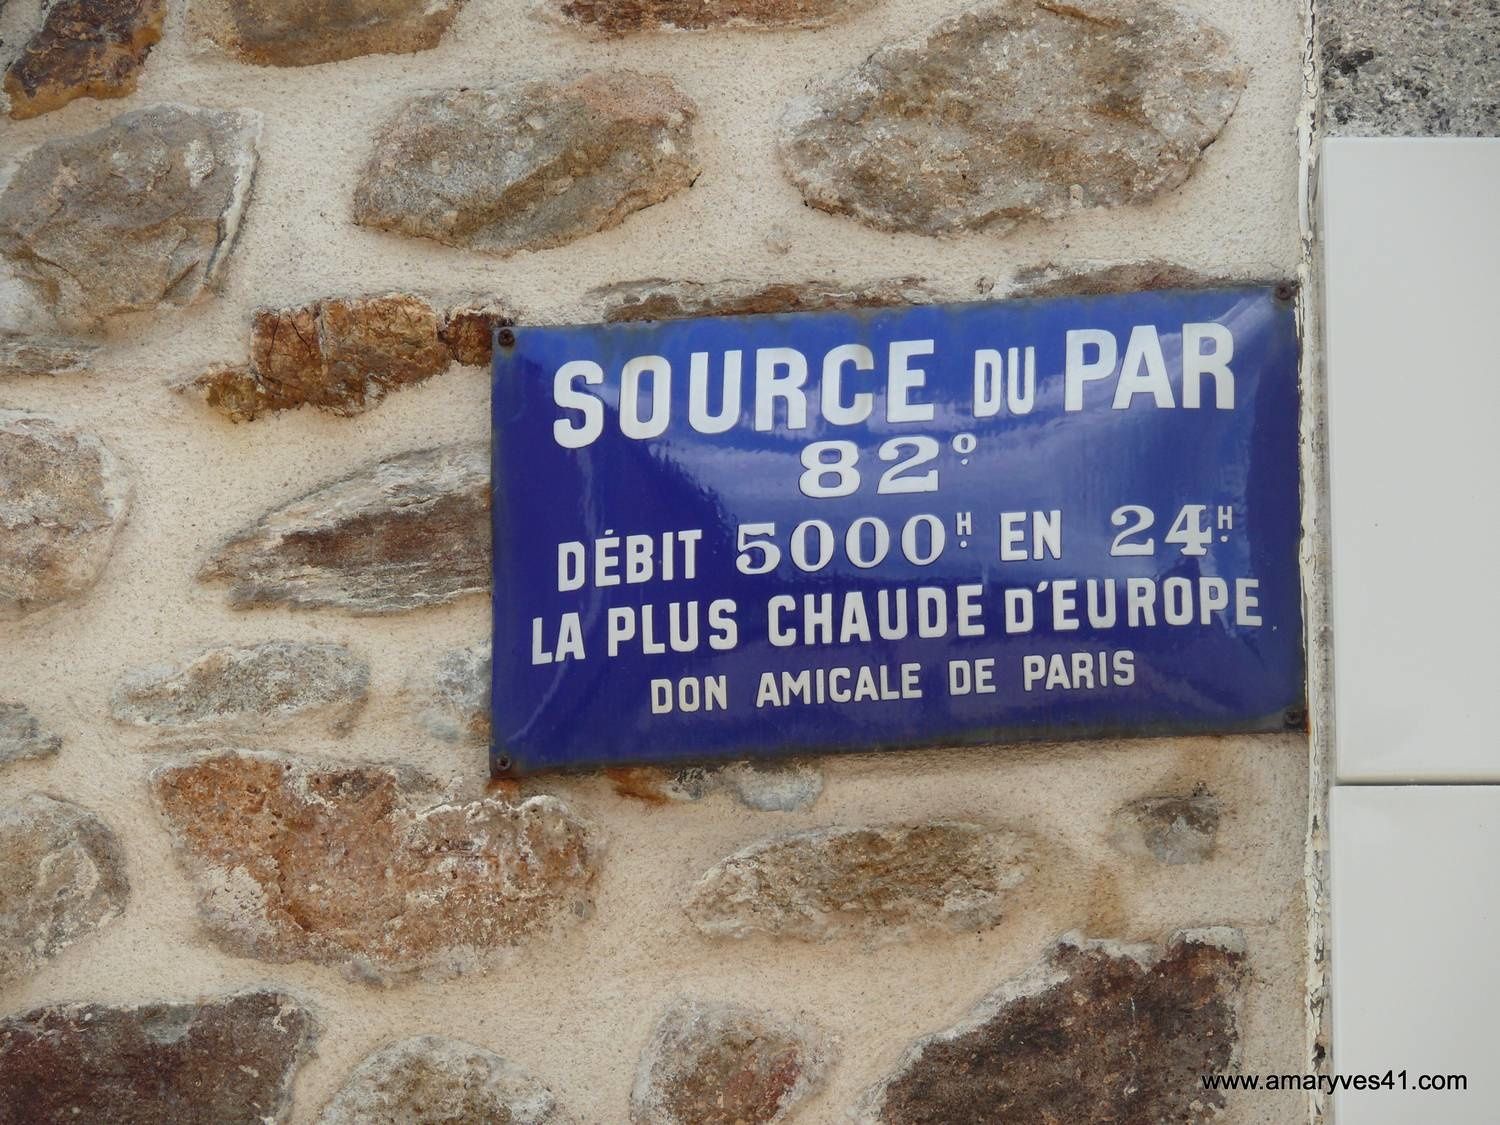 SOURCE DU PAR
82°
DÉBIT 5000H. EN 24H.
LA PLUS CHAUDE D'EUROPE
DON AMICALE DE PARIS
www.amaryves41.com